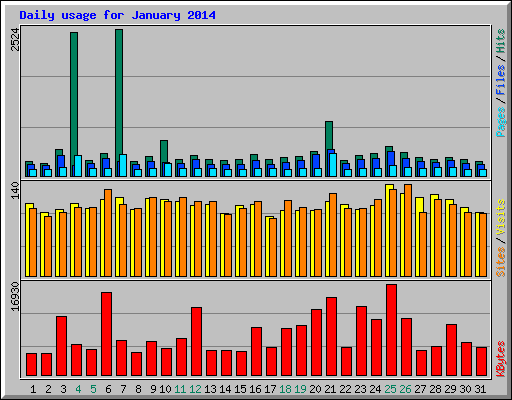 Daily usage for January 2014
2524
Pages / Files / Hits
140
Sites / Visits
16930
KBytes
1 2 3 4 5 6 7 8 9 10 11 12 13 14 15 16 17 18 19 20 21 22 23 24 25 26 27 28 29 30 31